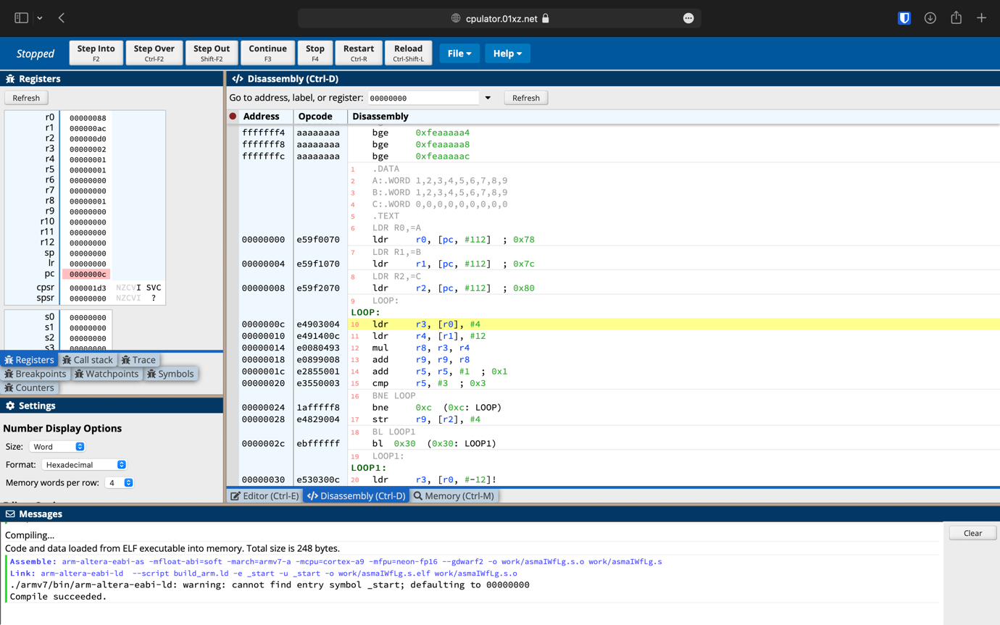 cpulator.01xz.net
Stopped
Step Into F2
Step Over Ctrl-F2
Step Out Shift-F2
Continue F3
Stop F4
Restart Ctrl-R
Reload Ctrl-Shift-L
File
Help
Registers
Refresh
r0 00000088
r1 000000ac
r2 000000d0
r3 00000002
r4 00000001
r5 00000001
r6 00000000
r7 00000000
r8 00000001
r9 00000000
r10 00000000
r11 00000000
r12 00000000
sp 00000000
lr 00000000
pc 0000000c
cpsr 000001d3 NZCVI SVC
spsr 00000000 NZCVI ?
s0 00000000
s1 00000000
s2 00000000
s3 00000000
Registers Call stack Trace
Breakpoints Watchpoints Symbols
Counters
Settings
Number Display Options
Size: Word
Format: Hexadecimal
Memory words per row: 4
Disassembly (Ctrl-D)
Go to address, label, or register: 00000000 Refresh
Address Opcode Disassembly
fffffff4 aaaaaaaa bge 0xfeaaaaa4
fffffff8 aaaaaaaa bge 0xfeaaaaa8
fffffffc aaaaaaaa bge 0xfeaaaaac
1 .DATA
2 A:.WORD 1,2,3,4,5,6,7,8,9
3 B:.WORD 1,2,3,4,5,6,7,8,9
4 C:.WORD 0,0,0,0,0,0,0,0,0
5 .TEXT
6 LDR R0,=A
00000000 e59f0070 ldr r0, [pc, #112] ; 0x78
7 LDR R1,=B
00000004 e59f1070 ldr r1, [pc, #112] ; 0x7c
8 LDR R2,=C
00000008 e59f2070 ldr r2, [pc, #112] ; 0x80
9 LOOP:
LOOP:
0000000c e4903004 10 ldr r3, [r0], #4
00000010 e491400c 11 ldr r4, [r1], #12
00000014 e0080493 12 mul r8, r3, r4
00000018 e0899008 13 add r9, r9, r8
0000001c e2855001 14 add r5, r5, #1 ; 0x1
00000020 e3550003 15 cmp r5, #3 ; 0x3
16 BNE LOOP
00000024 1afffff8 bne 0xc (0xc: LOOP)
00000028 e4829004 17 str r9, [r2], #4
18 BL LOOP1
0000002c ebffffff bl 0x30 (0x30: LOOP1)
19 LOOP1:
LOOP1:
00000030 e530300c 20 ldr r3, [r0, #-12]!
Editor (Ctrl-E) Disassembly (Ctrl-D) Memory (Ctrl-M)
Messages
Clear
Compiling...
Code and data loaded from ELF executable into memory. Total size is 248 bytes.
Assemble: arm-altera-eabi-as -mfloat-abi=soft -march=armv7-a -mcpu=cortex-a9 -mfpu=neon-fp16 --gdwarf2 -o work/asmaIWfLg.s.o work/asmaIWfLg.s
Link: arm-altera-eabi-ld --script build_arm.ld -e _start -u _start -o work/asmaIWfLg.s.elf work/asmaIWfLg.s.o
./armv7/bin/arm-altera-eabi-ld: warning: cannot find entry symbol _start; defaulting to 00000000
Compile succeeded.